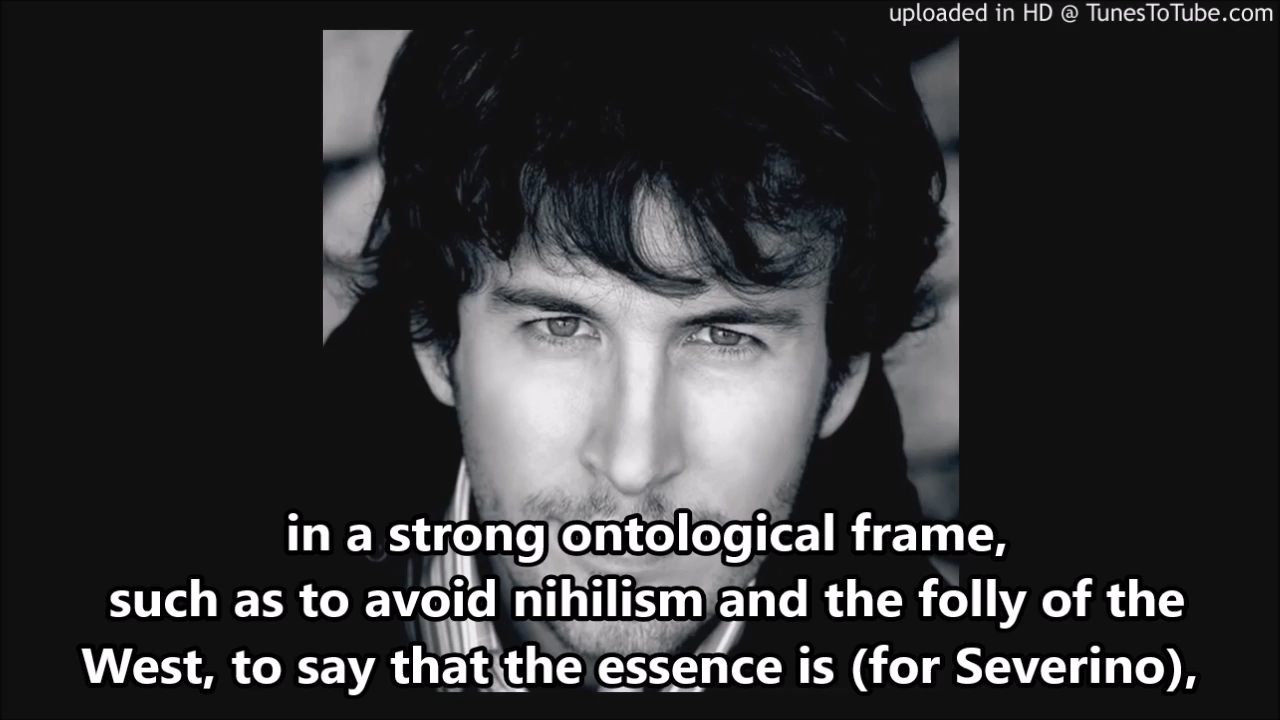 uploaded in HD @ TunesToTube.com
in a strong ontological frame,
such as to avoid nihilism and the folly of the
West, to say that the essence is (for Severino),